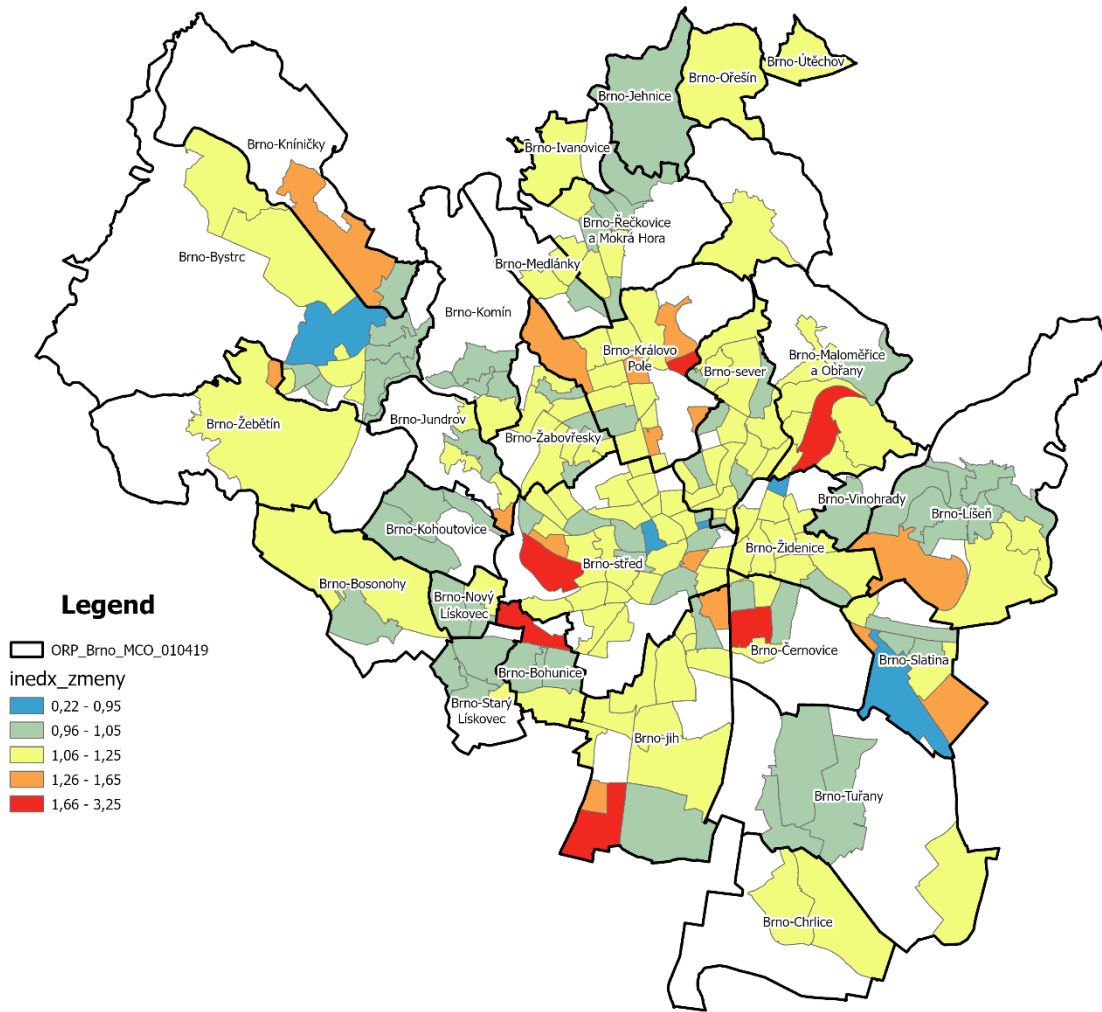 Brno-Útěchov
Brno-Ořešín
Brno-Jehnice
Brno-Kníničky
Brno-Ivanovice
Brno-Řečkovice
a Mokrá Hora
Brno-Bystrc
Brno-Medlánky
Brno-Komín
Brno-Královo
Pole
Brno-sever
Brno-Maloměřice
a Obřany
Brno-Žebětín
Brno-Jundrov
Brno-Žabovřesky
Brno-Vinohrady
Brno-Líšeň
Brno-Kohoutovice
Brno-Židenice
Brno-střed
Brno-Bosonohy
Brno-Nový
Lískovec
Brno-Černovice
Brno-Slatina
Brno-Bohunice
Brno-Starý
Lískovec
Brno-jih
Brno-Tuřany
Brno-Chrlice
Legend
ORP_Brno_MCO_010419
inedx_zmeny
0,22 - 0,95
0,96 - 1,05
1,06 - 1,25
1,26 - 1,65
1,66 - 3,25